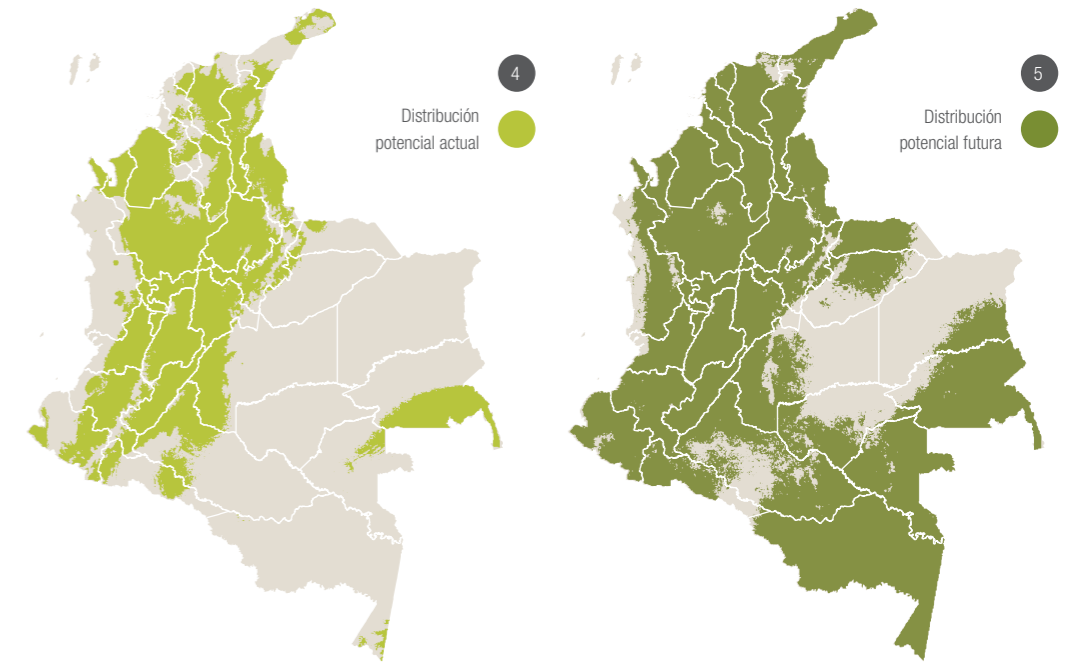 4
Distribución
potencial actual
5
Distribución
potencial futura